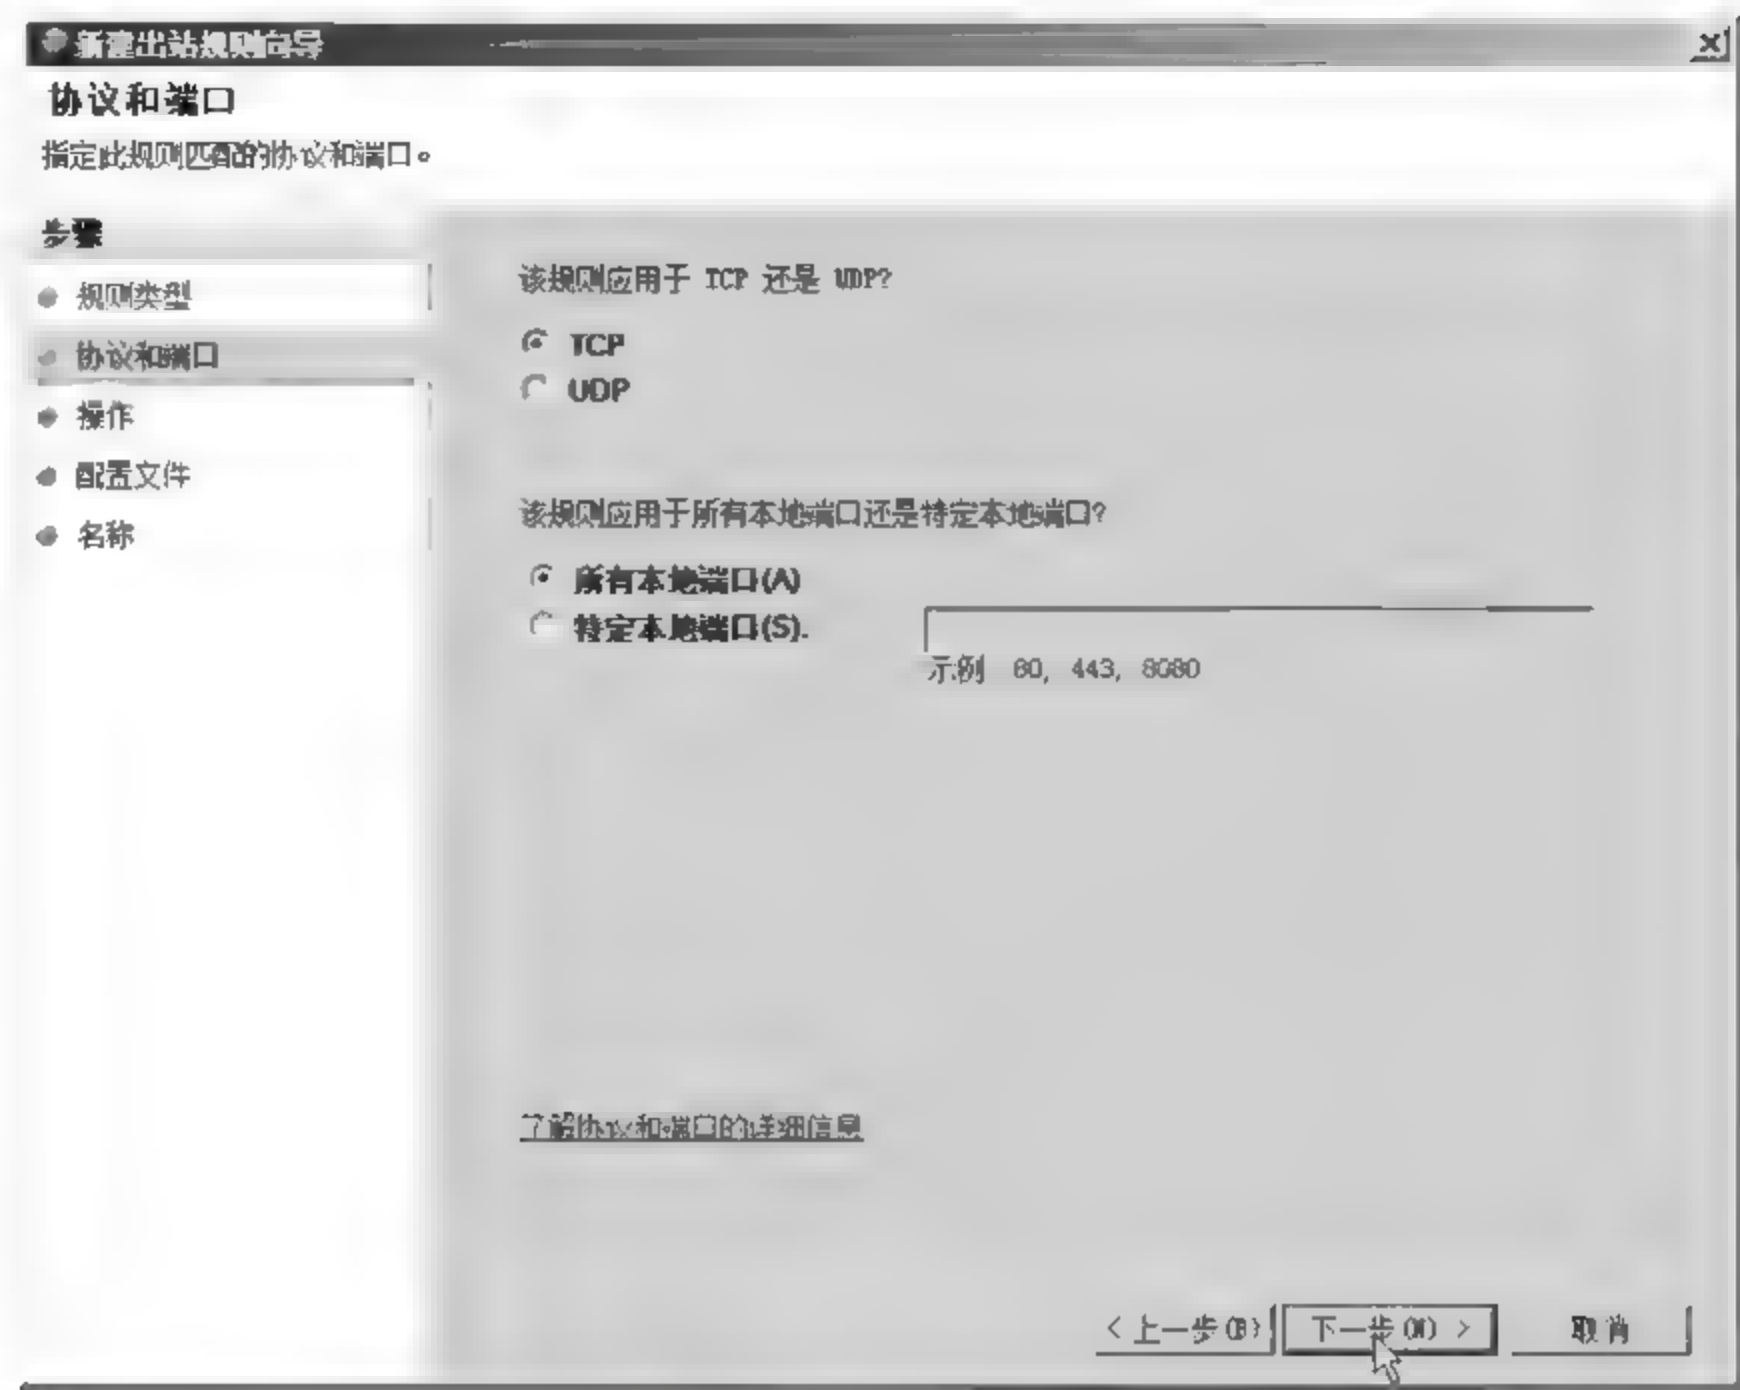 新建出站规则向导
协议和端口
指定此规则匹配的协议和端口。
步骤
规则类型
协议和端口
操作
配置文件
名称
该规则应用于 TCP 还是 UDP?
TCP
UDP
该规则应用于所有本地端口还是特定本地端口?
所有本地端口(A)
特定本地端口(S).
示例 80, 443, 8080
了解协议和端口的详细信息
< 上一步(B) 下一步(N) > 取消